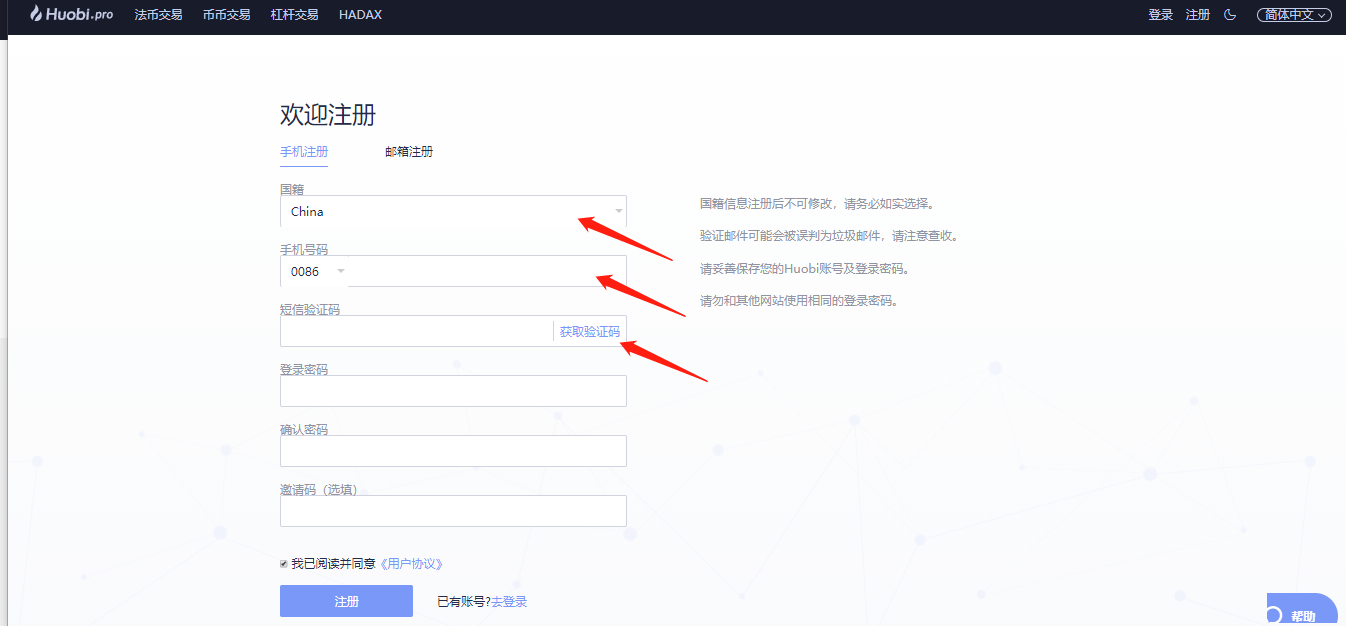 Huobi.pro 法币交易 币币交易 杠杆交易 HADAX 登录 注册 简体中文
欢迎注册
手机注册 邮箱注册
国籍
China
手机号码
0086
短信验证码
获取验证码
登录密码
确认密码
邀请码（选填）
我已阅读并同意《用户协议》
注册 已有账号?去登录
国籍信息注册后不可修改，请务必如实选择。
验证邮件可能会被误判为垃圾邮件，请注意查收。
请妥善保存您的Huobi账号及登录密码。
请勿和其他网站使用相同的登录密码。
帮助